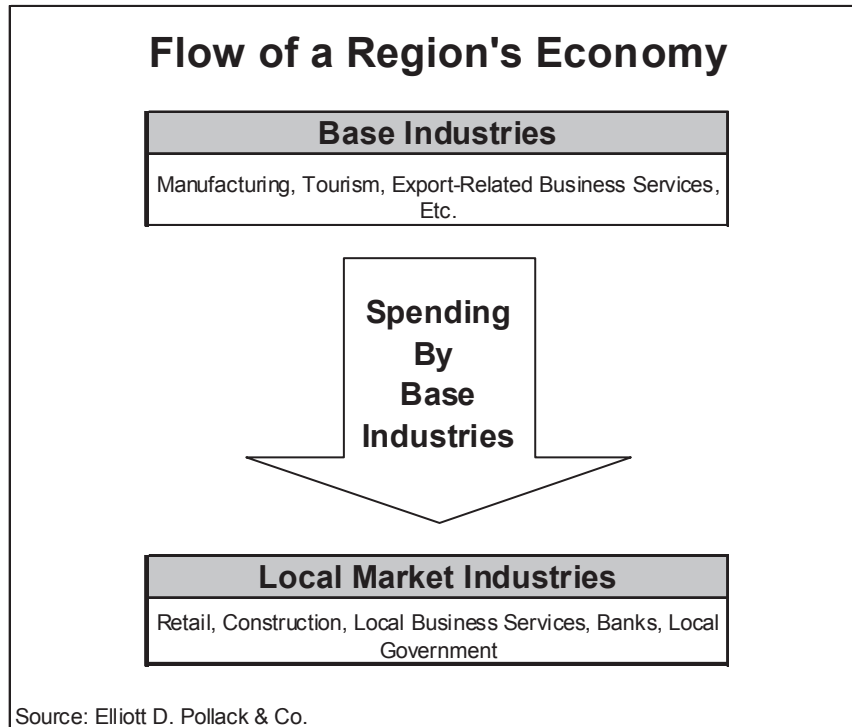 Flow of a Region's Economy
Base Industries
Manufacturing, Tourism, Export-Related Business Services,
Etc.
Spending
By
Base
Industries
Local Market Industries
Retail, Construction, Local Business Services, Banks, Local
Government
Source: Elliott D. Pollack & Co.